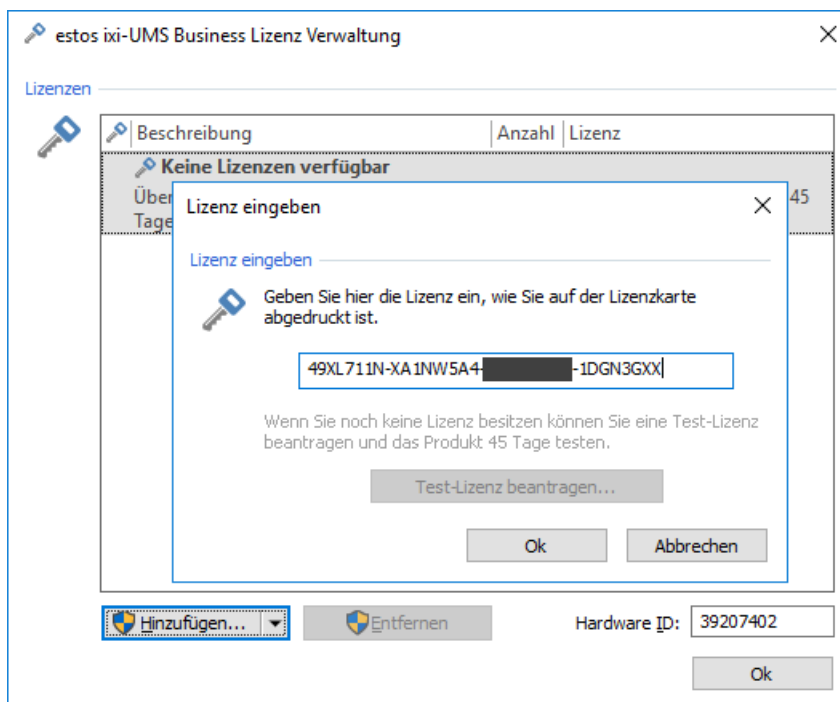 estos ixi-UMS Business Lizenz Verwaltung
Lizenzen
Beschreibung Anzahl Lizenz
Keine Lizenzen verfügbar
Über 45
Tage
Lizenz eingeben
Lizenz eingeben
Geben Sie hier die Lizenz ein, wie Sie auf der Lizenzkarte
abgedruckt ist.
49XL711N-XA1NW5A4- -1DGN3GXX
Wenn Sie noch keine Lizenz besitzen können Sie eine Test-Lizenz
beantragen und das Produkt 45 Tage testen.
Test-Lizenz beantragen...
Ok Abbrechen
Hinzufügen... Entfernen Hardware ID: 39207402
Ok